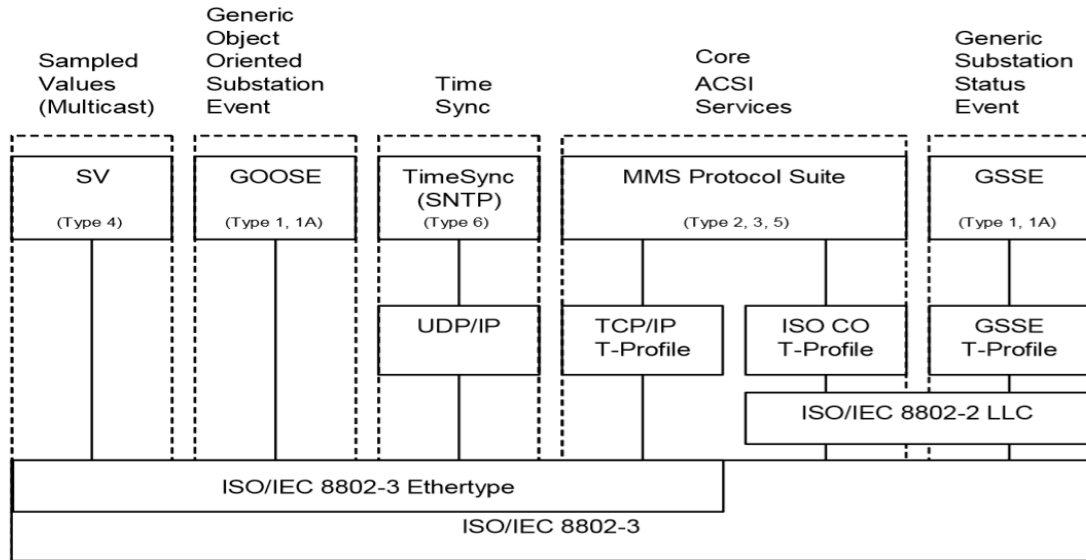 Sampled
Values
(Multicast)
Generic
Object
Oriented
Substation
Event
Time
Sync
Core
ACSI
Services
Generic
Substation
Status
Event
SV
(Type 4)
GOOSE
(Type 1, 1A)
TimeSync
(SNTP)
(Type 6)
MMS Protocol Suite
(Type 2, 3, 5)
GSSE
(Type 1, 1A)
UDP/IP
TCP/IP
T-Profile
ISO CO
T-Profile
GSSE
T-Profile
ISO/IEC 8802-2 LLC
ISO/IEC 8802-3 Ethertype
ISO/IEC 8802-3